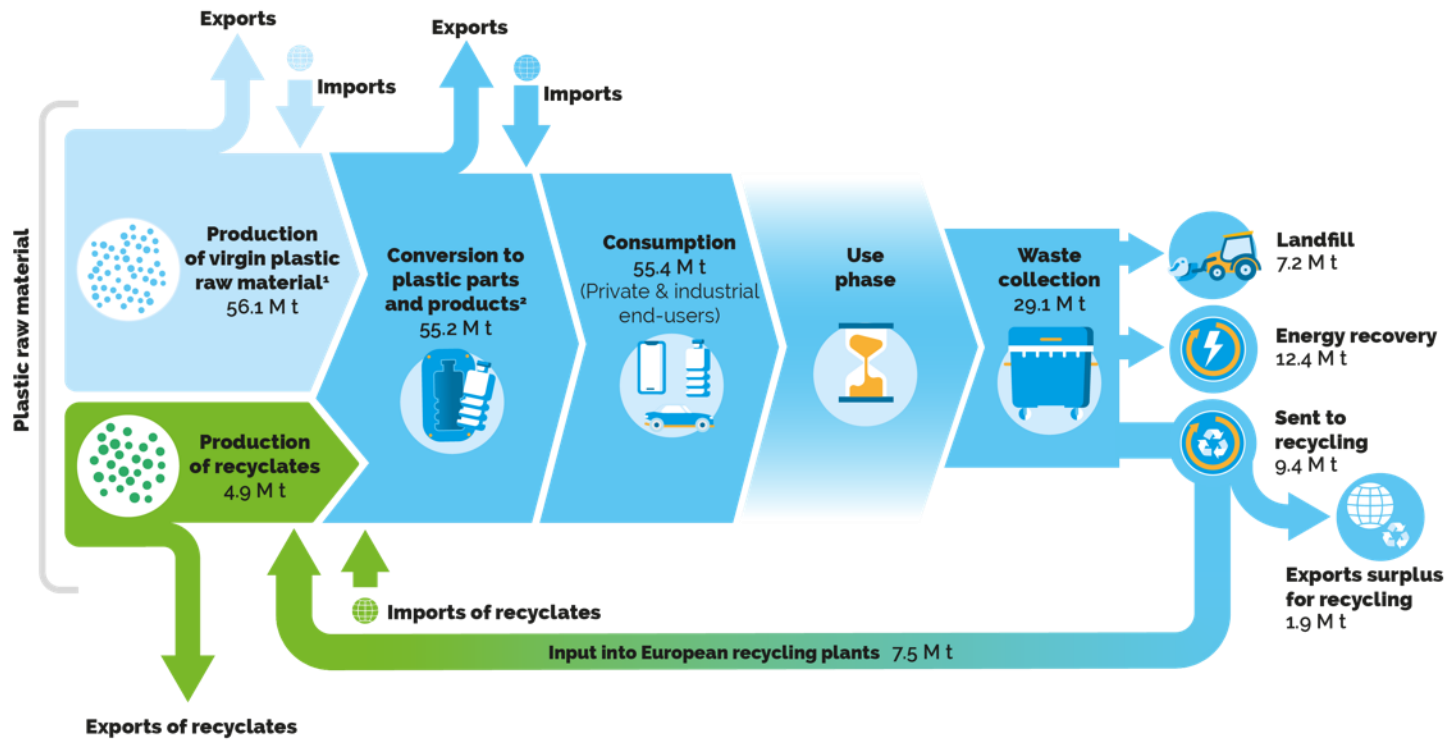 Exports
Imports
Exports
Imports
Plastic raw material
Production
of virgin plastic
raw material¹
56.1 M t
Production
of recyclates
4.9 M t
Conversion to
plastic parts
and products²
55.2 M t
Consumption
55.4 M t
(Private & industrial
end-users)
Use
phase
Waste
collection
29.1 M t
Landfill
7.2 M t
Energy recovery
12.4 M t
Sent to
recycling
9.4 M t
Exports surplus
for recycling
1.9 M t
Imports of recyclates
Input into European recycling plants 7.5 M t
Exports of recyclates